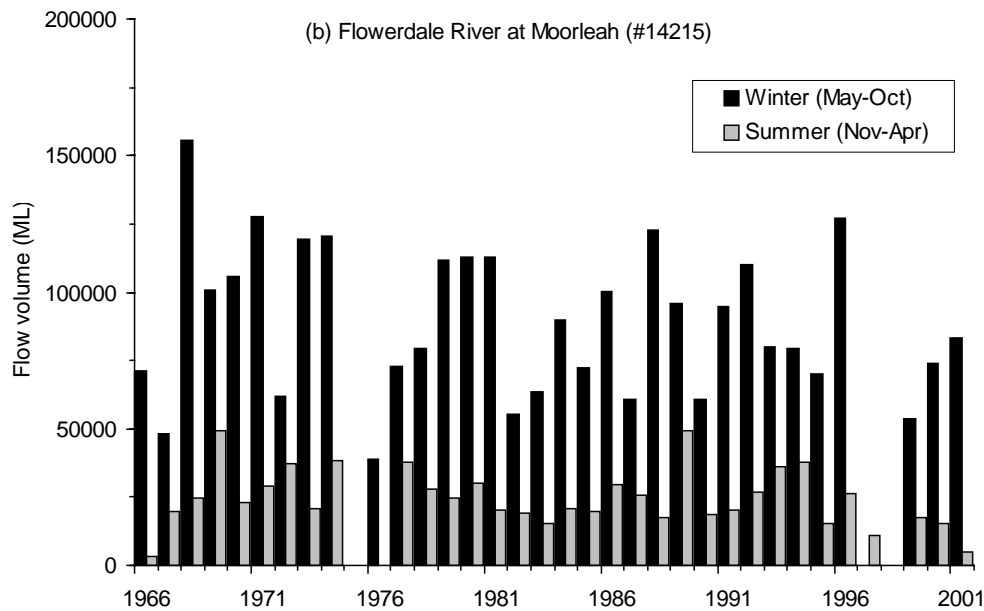 (b) Flowerdale River at Moorleah (#14215)
Winter (May-Oct)
Summer (Nov-Apr)
Flow volume (ML)
200000
150000
100000
50000
0
1966 1971 1976 1981 1986 1991 1996 2001